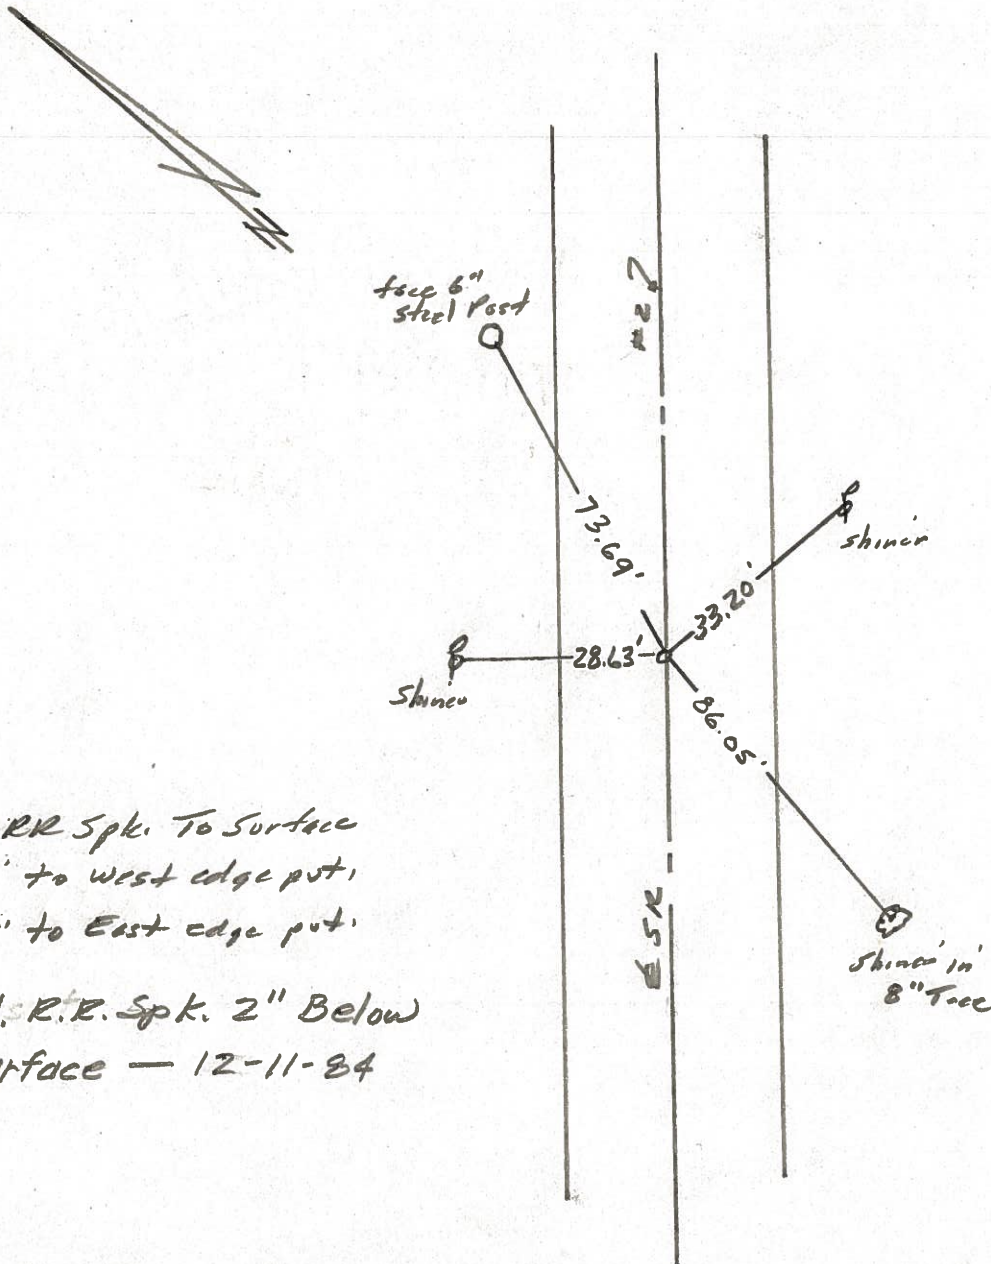 face 6"
steel Post
73.69'
shiner
33.20'
28.63'
Shiner
86.05'
RR Spk. To Surface
' to west edge pvt.
' to East edge pvt.
R.R. Spk. 2" Below
rface — 12-11-84
SR
Shiner in
8" Tree